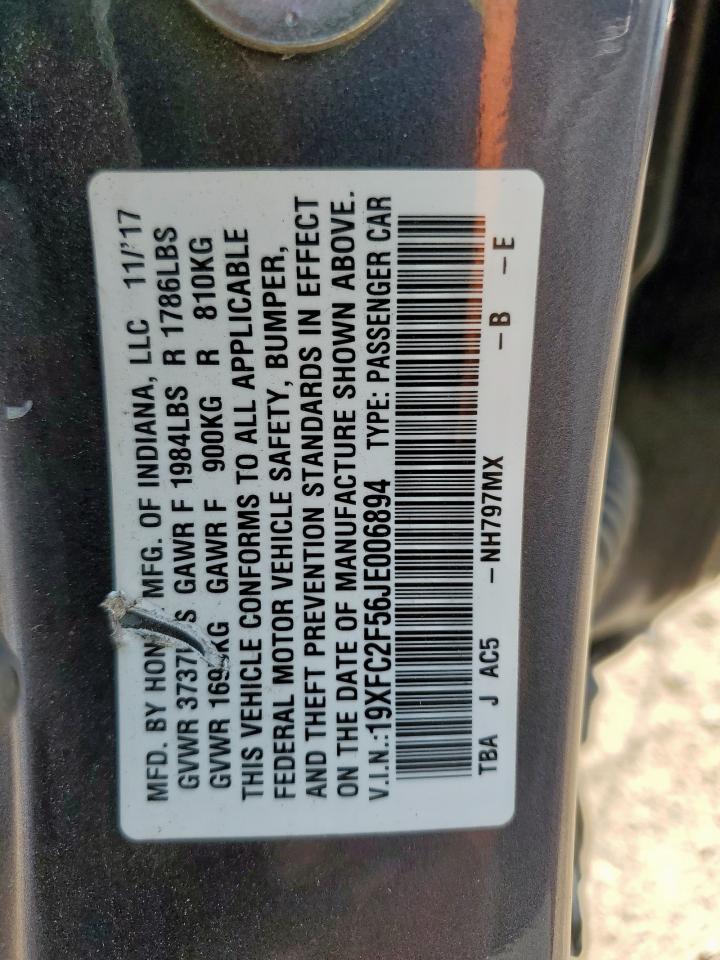 MFD. BY HON MFG. OF INDIANA, LLC 11/'17
GVWR 3737 S GAWR F 1984LBS R 1786LBS
GVWR KG GAWR F 900KG R 810KG
THIS VEHICLE CONFORMS TO ALL APPLICABLE
FEDERAL MOTOR VEHICLE SAFETY, BUMPER,
AND THEFT PREVENTION STANDARDS IN EFFECT
ON THE DATE OF MANUFACTURE SHOWN ABOVE.
V.I.N.:19XFC2F56JE006894 TYPE: PASSENGER CAR
TBA J AC5 –NH797MX –B –E